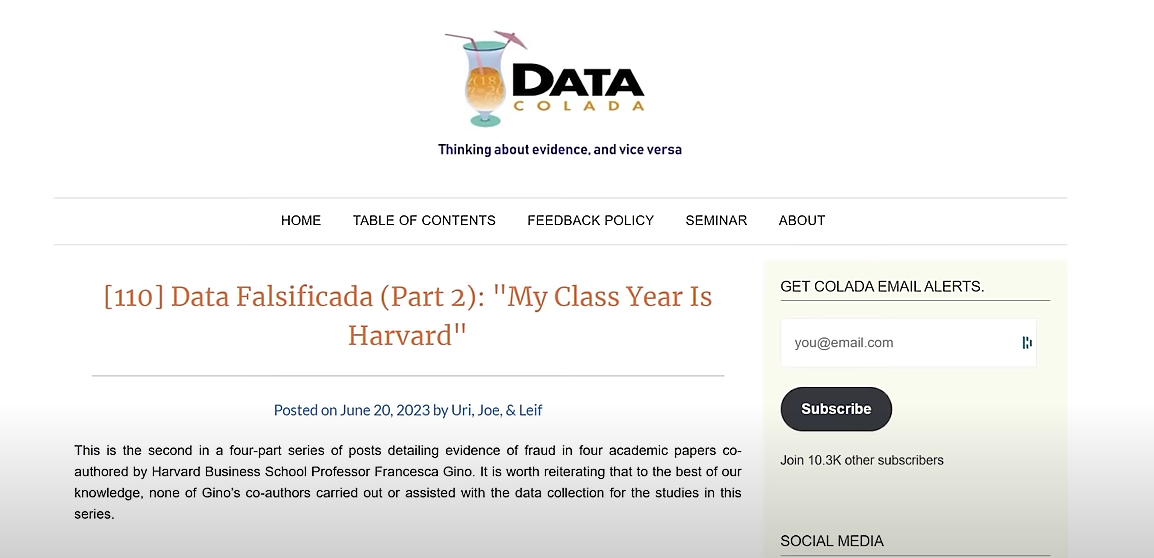 DATA
COLADA
Thinking about evidence, and vice versa
HOME TABLE OF CONTENTS FEEDBACK POLICY SEMINAR ABOUT
[110] Data Falsificada (Part 2): "My Class Year Is
Harvard"
Posted on June 20, 2023 by Uri, Joe, & Leif
This is the second in a four-part series of posts detailing evidence of fraud in four academic papers co-
authored by Harvard Business School Professor Francesca Gino. It is worth reiterating that to the best of our
knowledge, none of Gino's co-authors carried out or assisted with the data collection for the studies in this
series.
GET COLADA EMAIL ALERTS.
you@email.com
Subscribe
Join 10.3K other subscribers
SOCIAL MEDIA